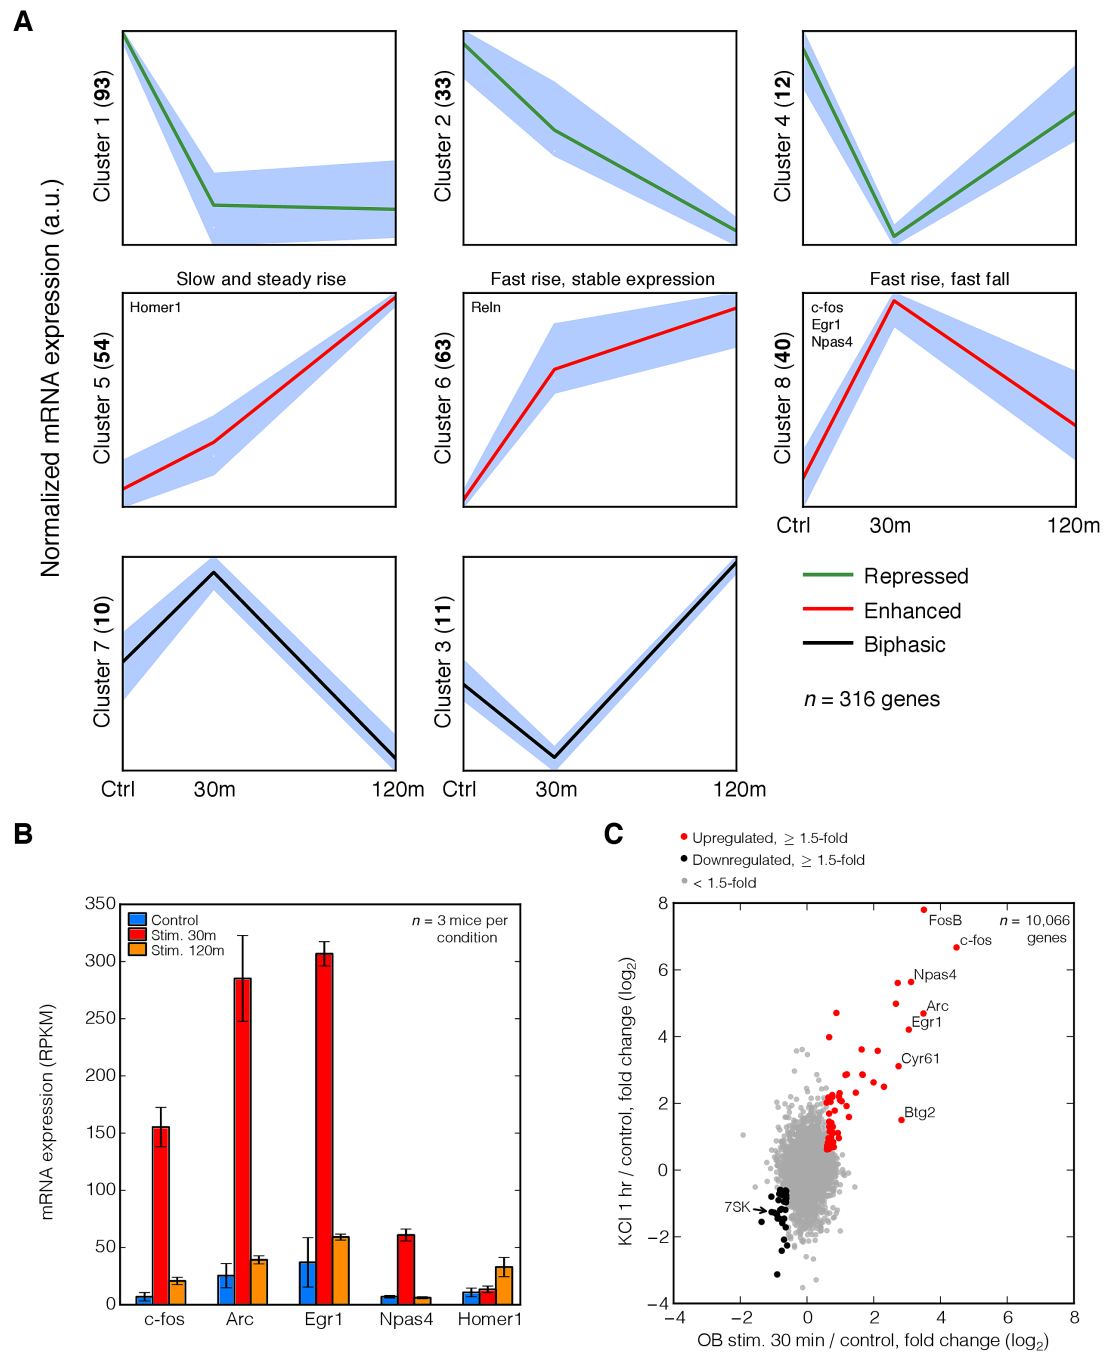 A
Normalized mRNA expression (a.u.)
Cluster 1 (93)
Cluster 2 (33)
Cluster 4 (12)
Slow and steady rise
Fast rise, stable expression
Fast rise, fast fall
Cluster 5 (54)
Homer1
Cluster 6 (63)
Reln
Cluster 8 (40)
c-fos
Egr1
Npas4
Ctrl 30m 120m
Cluster 7 (10)
Cluster 3 (11)
Repressed
Enhanced
Biphasic
n = 316 genes
Ctrl 30m 120m
Ctrl 30m 120m
B
mRNA expression (RPKM)
350
300
250
200
150
100
50
0
Control
Stim. 30m
Stim. 120m
n = 3 mice per
condition
c-fos Arc Egr1 Npas4 Homer1
C
Upregulated, ≥ 1.5-fold
Downregulated, ≥ 1.5-fold
< 1.5-fold
KCl 1 hr / control, fold change (log2)
8
6
4
2
0
−2
−4
n = 10,066
genes
FosB
c-fos
Npas4
Arc
Egr1
Cyr61
Btg2
7SK
−4 −2 0 2 4 6 8
OB stim. 30 min / control, fold change (log2)